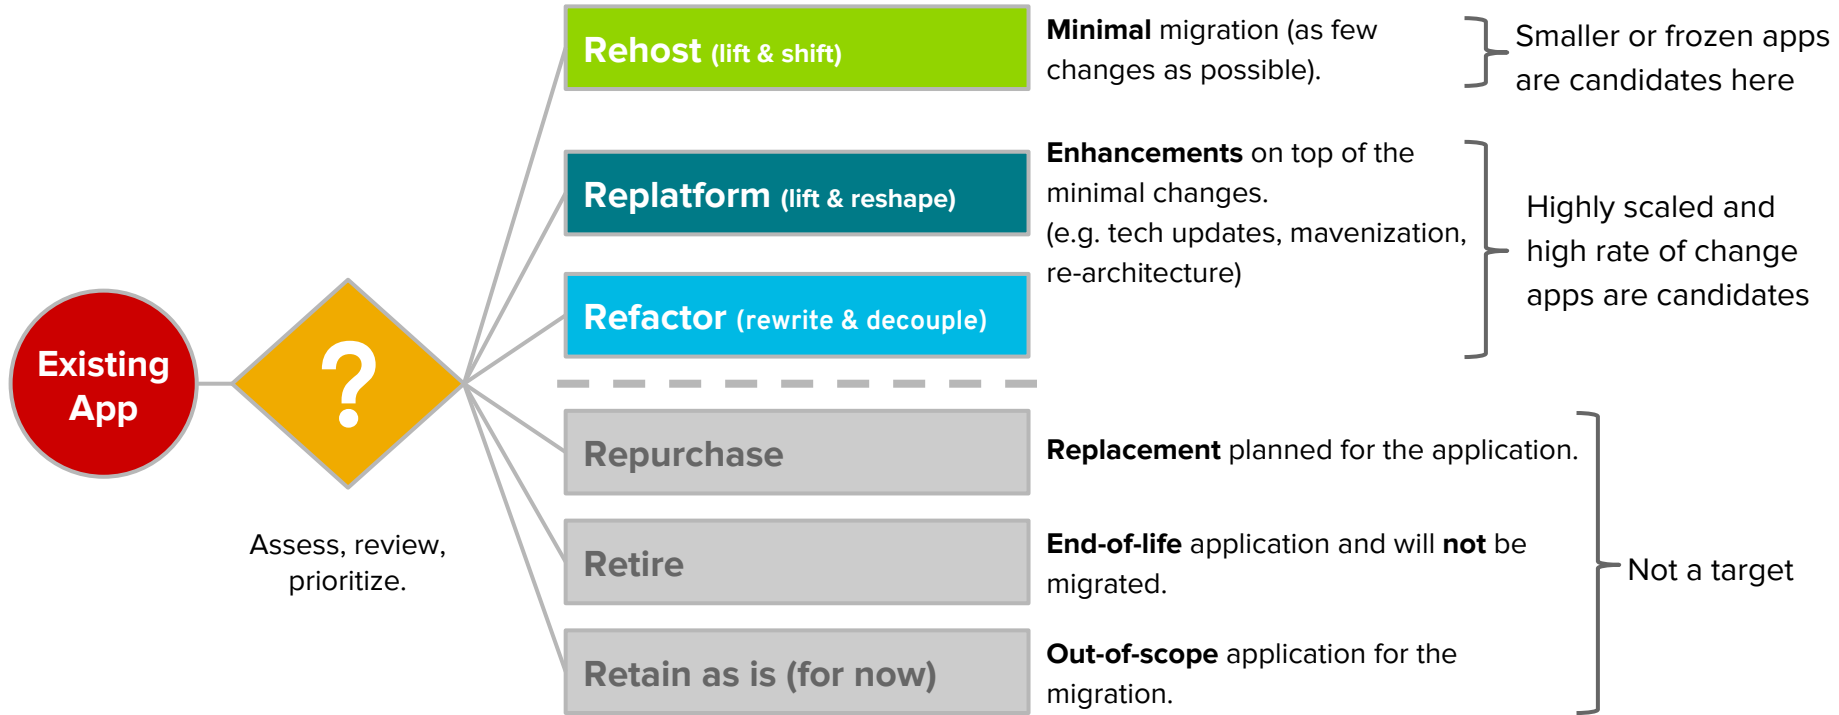 Existing
App
?
Assess, review,
prioritize.
Rehost (lift & shift)
Minimal migration (as few
changes as possible).
Smaller or frozen apps
are candidates here
Replatform (lift & reshape)
Enhancements on top of the
minimal changes.
(e.g. tech updates, mavenization,
re-architecture)
Refactor (rewrite & decouple)
Highly scaled and
high rate of change
apps are candidates
Repurchase
Replacement planned for the application.
Retire
End-of-life application and will not be
migrated.
Retain as is (for now)
Out-of-scope application for the
migration.
Not a target